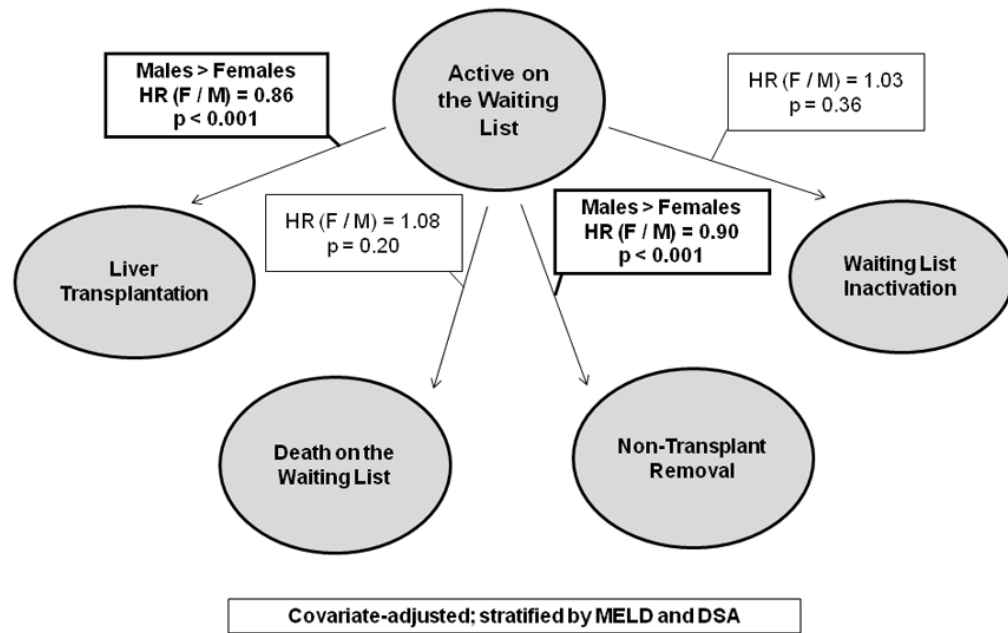 Active on
the Waiting
List
Males > Females
HR (F / M) = 0.86
p < 0.001
HR (F / M) = 1.03
p = 0.36
HR (F / M) = 1.08
p = 0.20
Males > Females
HR (F / M) = 0.90
p < 0.001
Liver
Transplantation
Waiting List
Inactivation
Death on the
Waiting List
Non-Transplant
Removal
Covariate-adjusted; stratified by MELD and DSA